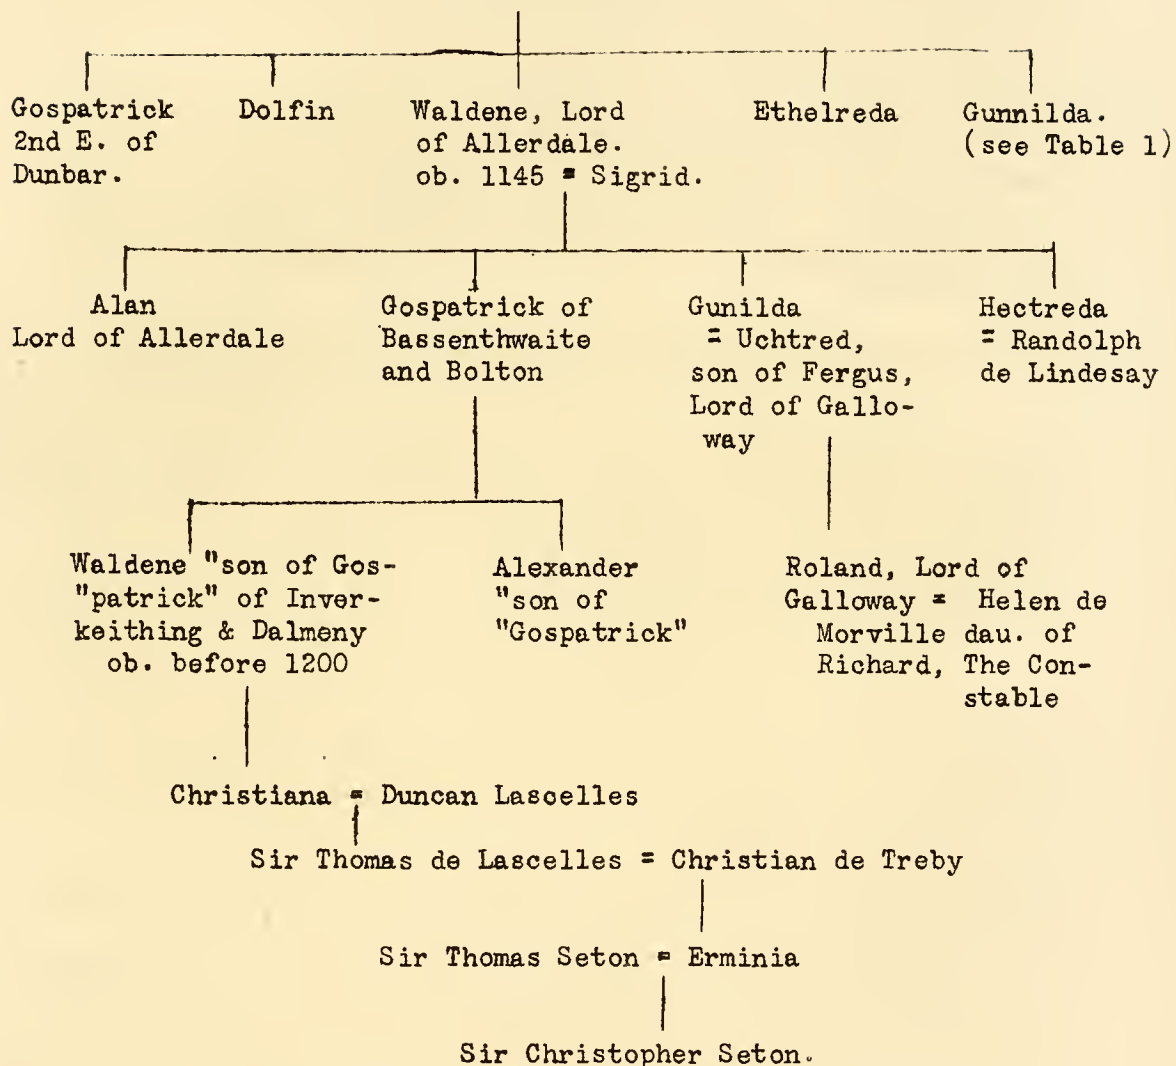 Gospatrick
2nd E. of
Dunbar.
Dolfin
Waldene, Lord
of Allerdale.
ob. 1145 = Sigrid.
Ethelreda
Gunnilda.
(see Table 1)
Alan
Lord of Allerdale
Gospatrick of
Bassenthwaite
and Bolton
Gunilda
= Uchtred,
son of Fergus,
Lord of Gallo-
way
Hectreda
= Randolph
de Lindesay
Waldene "son of Gos-
"patrick" of Inver-
keithing & Dalmeny
ob. before 1200
Alexander
"son of
"Gospatrick"
Roland, Lord of
Galloway = Helen de
Morville dau. of
Richard, The Con-
stable
Christiana = Duncan Lascelles
Sir Thomas de Lascelles = Christian de Treby
Sir Thomas Seton = Erminia
Sir Christopher Seton.